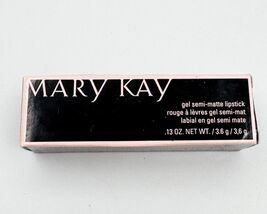 MARY KAY
gel semi-matte lipstick
rouge à lèvres gel semi-mat
labial en gel semi mate
.13 OZ. NET WT. / 3.6 g / 3,6 g